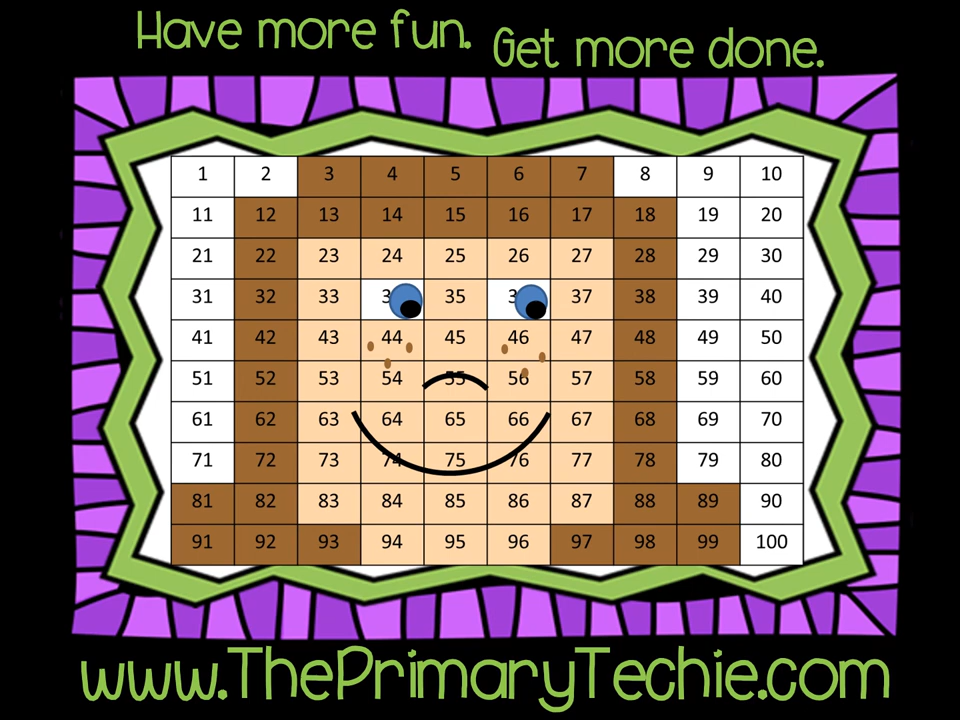 Have more fun. Get more done.
1 2 3 4 5 6 7 8 9 10
11 12 13 14 15 16 17 18 19 20
21 22 23 24 25 26 27 28 29 30
31 32 33 3 35 3 37 38 39 40
41 42 43 44 45 46 47 48 49 50
51 52 53 54 55 56 57 58 59 60
61 62 63 64 65 66 67 68 69 70
71 72 73 74 75 76 77 78 79 80
81 82 83 84 85 86 87 88 89 90
91 92 93 94 95 96 97 98 99 100
www.ThePrimaryTechie.com